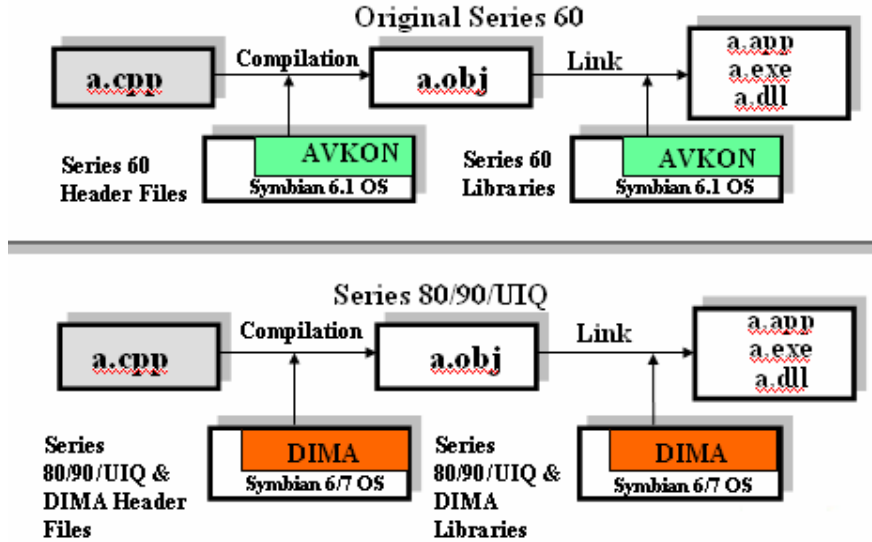 Original Series 60
a.cpp
Compilation
a.obj
Link
a.app
a.exe
a.dll
Series 60
Header Files
AVKON
Symbian 6.1 OS
Series 60
Libraries
AVKON
Symbian 6.1 OS
Series 80/90/UIQ
a.cpp
Compilation
a.obj
Link
a.app
a.exe
a.dll
Series
80/90/UIQ &
DIMA Header
Files
DIMA
Symbian 6/7 OS
Series
80/90/UIQ &
DIMA
Libraries
DIMA
Symbian 6/7 OS